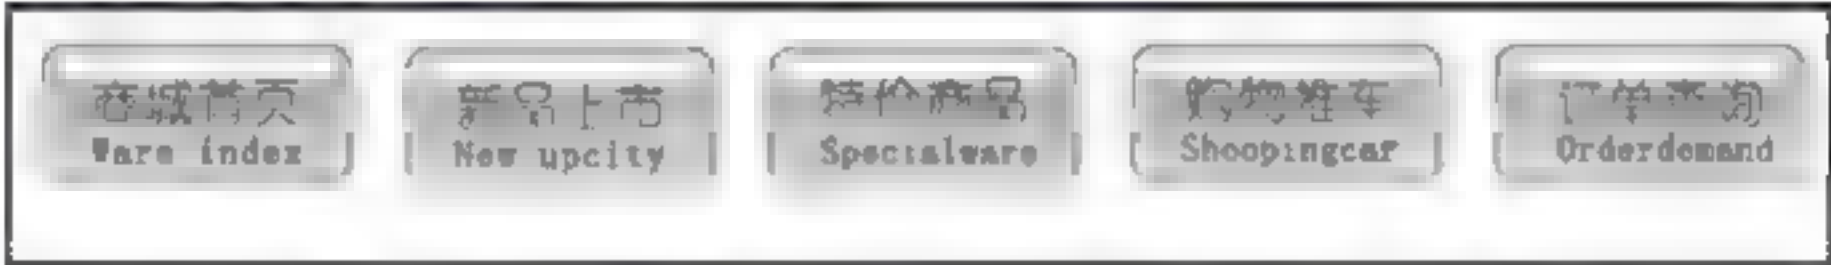 商城首页
Ware index
新品上市
New upcity
特价商品
Specialware
购物推车
Shoopingcar
订单查询
Orderdemand